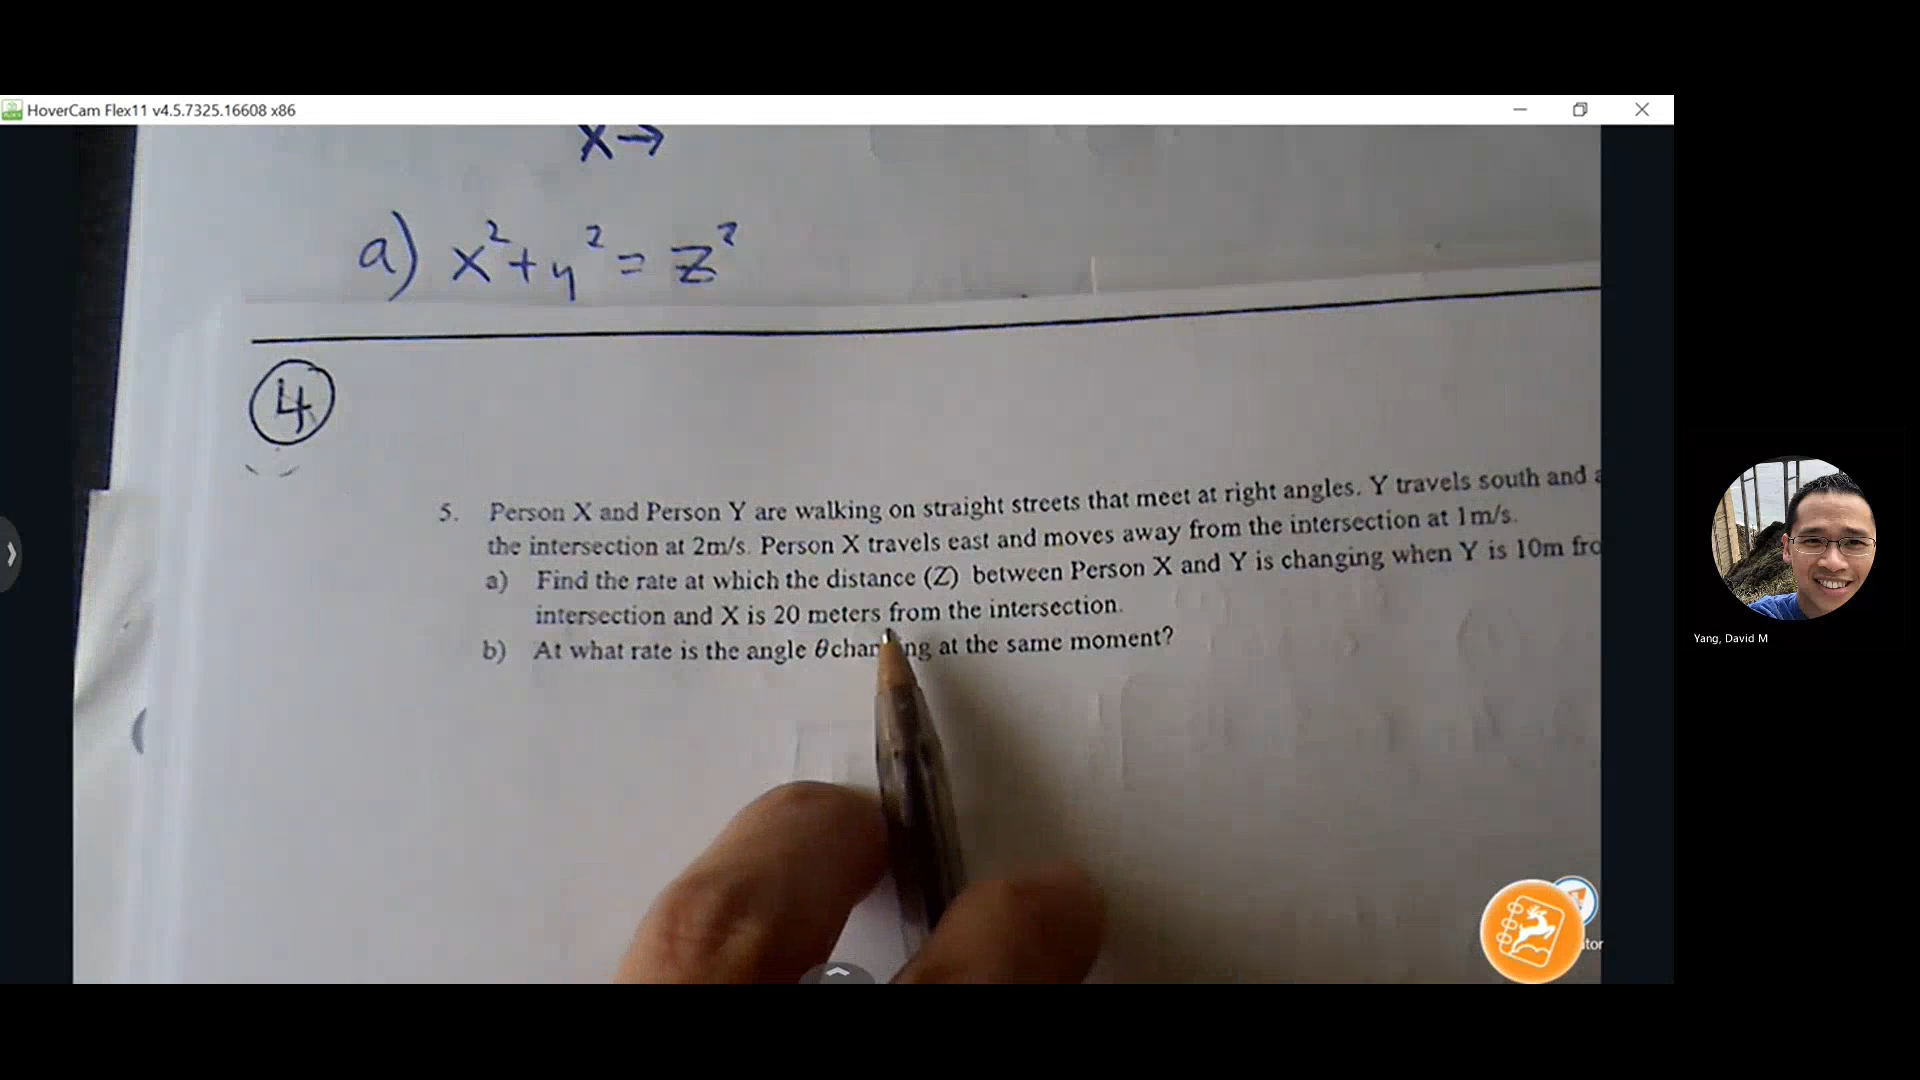 HoverCam Flex11 v4.5.7325.16608 x86
X→
a) x²+y²=z²
4
5. Person X and Person Y are walking on straight streets that meet at right angles. Y travels south and
the intersection at 2m/s. Person X travels east and moves away from the intersection at 1m/s.
a) Find the rate at which the distance (Z) between Person X and Y is changing when Y is 10m fro
intersection and X is 20 meters from the intersection.
b) At what rate is the angle θ chan ng at the same moment?
Yang, David M
tor